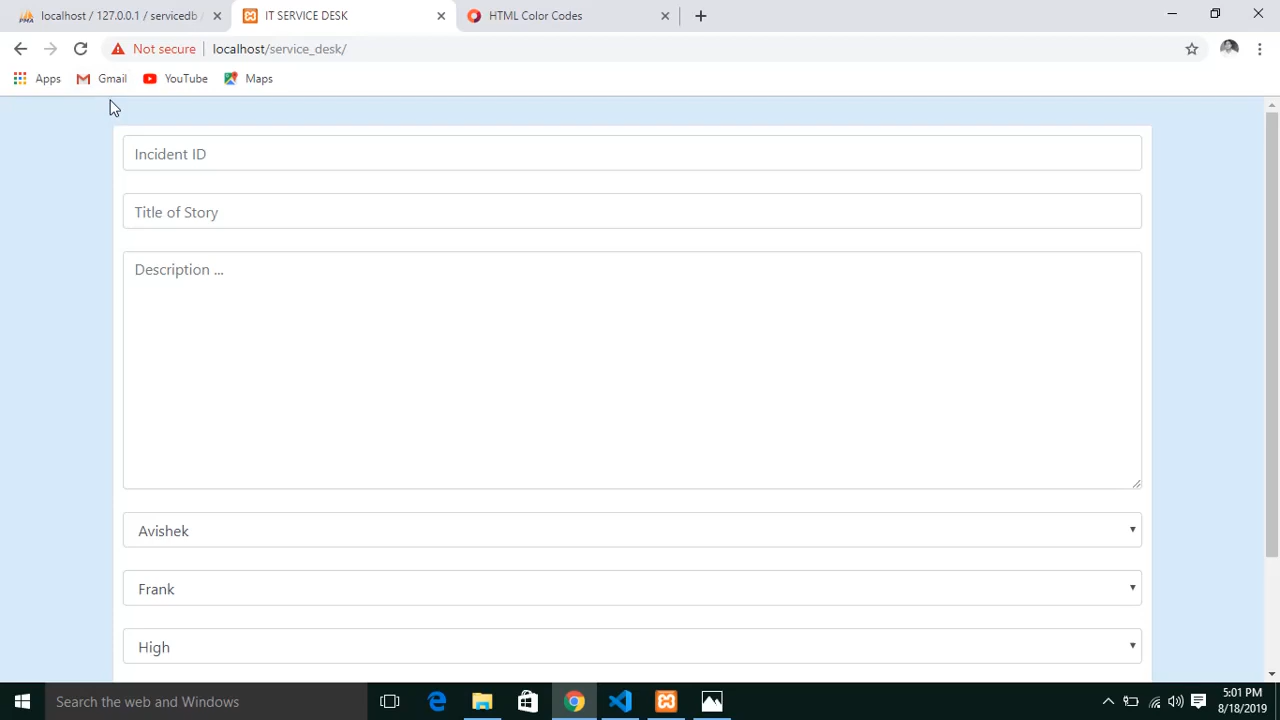 localhost / 127.0.0.1 / servicedb
IT SERVICE DESK
HTML Color Codes
Not secure
localhost/service_desk/
Apps
Gmail
YouTube
Maps
Incident ID
Title of Story
Description ...
Avishek
Frank
High
Search the web and Windows
5:01 PM
8/18/2019